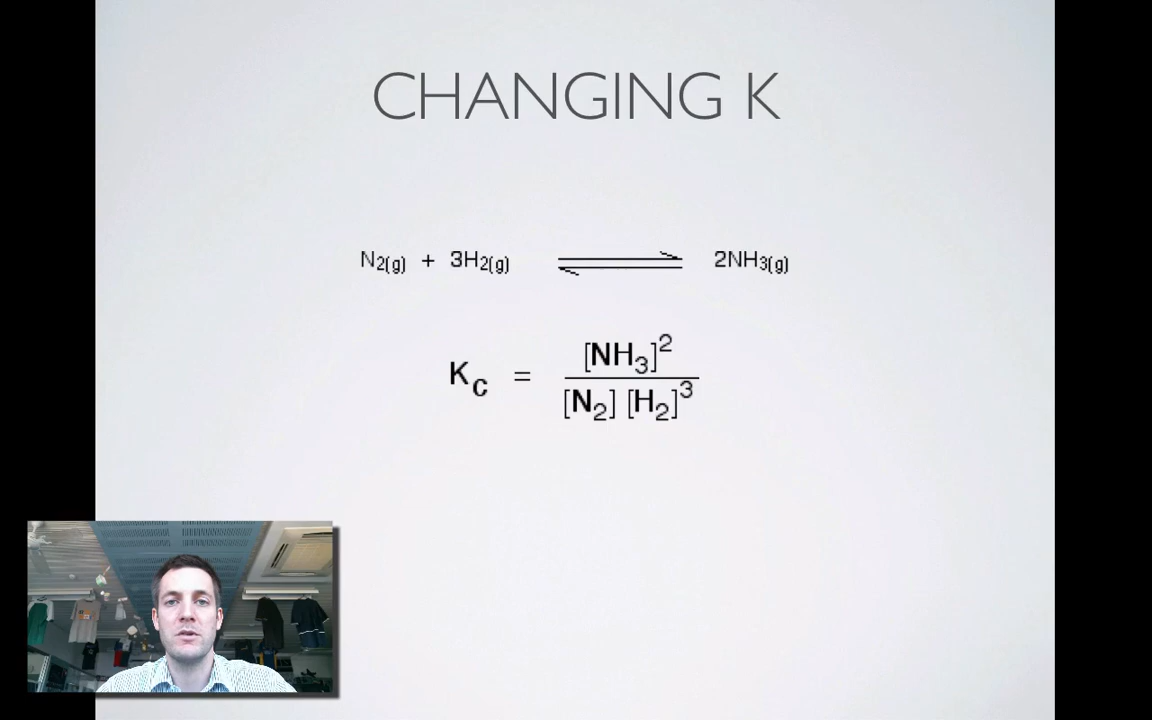 CHANGING K
N2(g) + 3H2(g) ⇌ 2NH3(g)
Kc = [NH3]^2 / [N2] [H2]^3